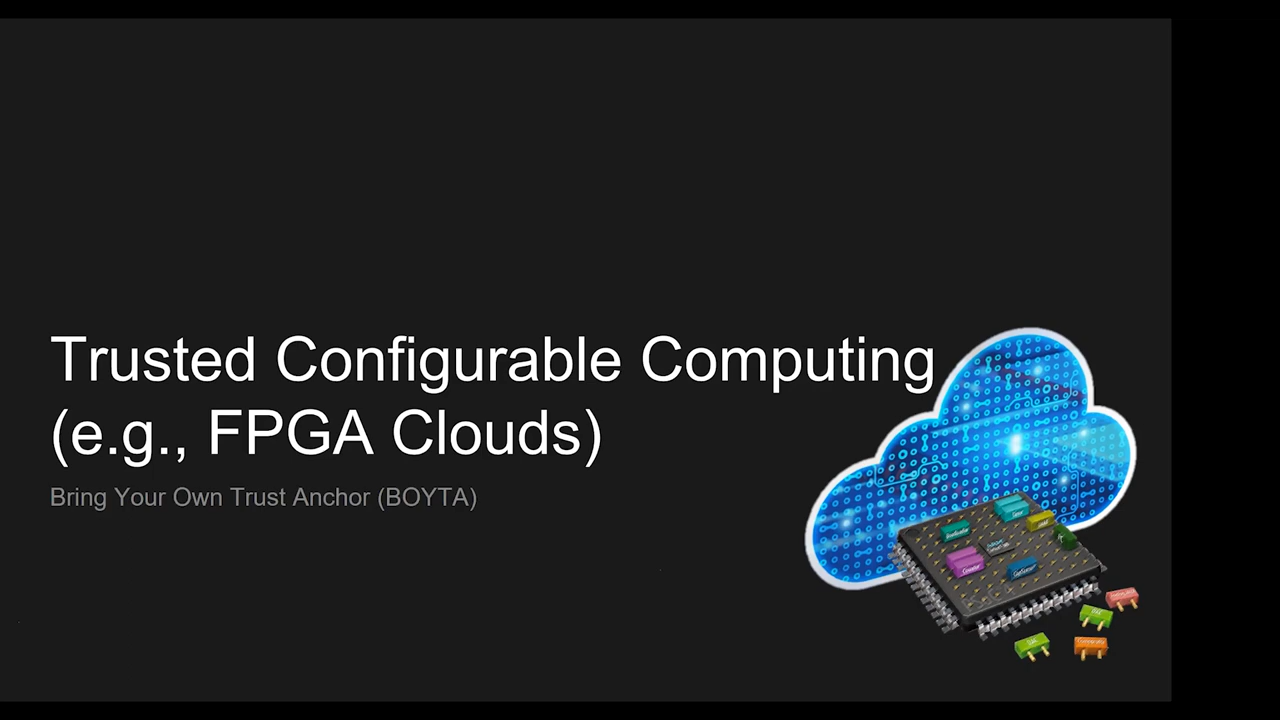 Trusted Configurable Computing
(e.g., FPGA Clouds)
Bring Your Own Trust Anchor (BOYTA)